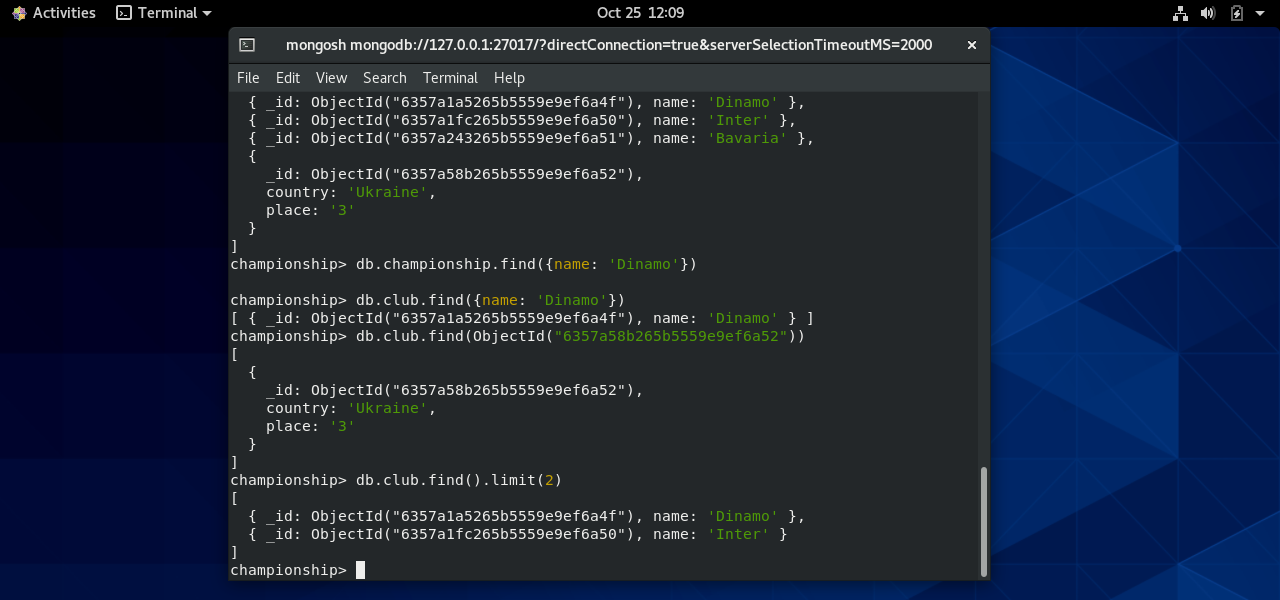 Activities Terminal Oct 25 12:09
mongosh mongodb://127.0.0.1:27017/?directConnection=true&serverSelectionTimeoutMS=2000 ×
File Edit View Search Terminal Help
  { _id: ObjectId("6357a1a5265b5559e9ef6a4f"), name: 'Dinamo' },
  { _id: ObjectId("6357a1fc265b5559e9ef6a50"), name: 'Inter' },
  { _id: ObjectId("6357a243265b5559e9ef6a51"), name: 'Bavaria' },
  {
    _id: ObjectId("6357a58b265b5559e9ef6a52"),
    country: 'Ukraine',
    place: '3'
  }
]
championship> db.championship.find({name: 'Dinamo'})

championship> db.club.find({name: 'Dinamo'})
[ { _id: ObjectId("6357a1a5265b5559e9ef6a4f"), name: 'Dinamo' } ]
championship> db.club.find(ObjectId("6357a58b265b5559e9ef6a52"))
[
  {
    _id: ObjectId("6357a58b265b5559e9ef6a52"),
    country: 'Ukraine',
    place: '3'
  }
]
championship> db.club.find().limit(2)
[
  { _id: ObjectId("6357a1a5265b5559e9ef6a4f"), name: 'Dinamo' },
  { _id: ObjectId("6357a1fc265b5559e9ef6a50"), name: 'Inter' }
]
championship>